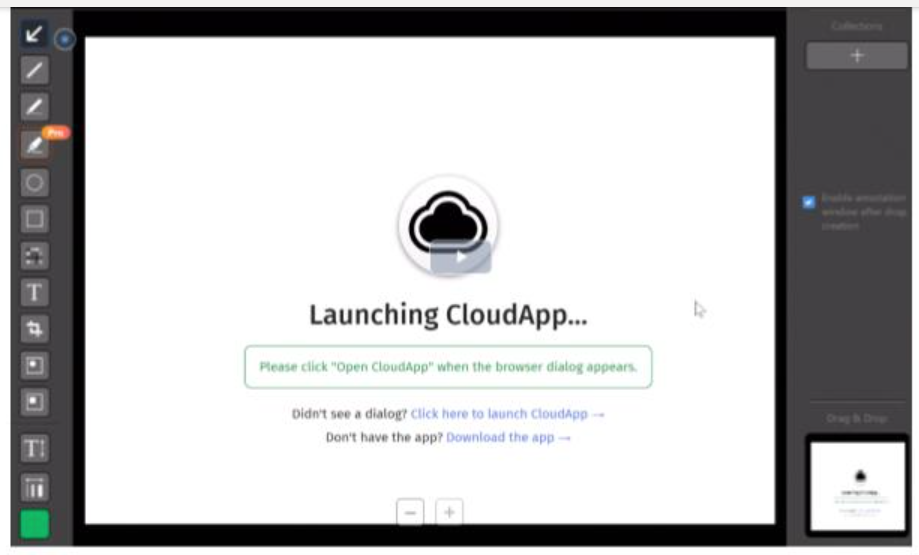 Collections
Pro
Enable annotation
window after drop
creation
T
Launching CloudApp...
Please click "Open CloudApp" when the browser dialog appears.
Didn't see a dialog? Click here to launch CloudApp →
Don't have the app? Download the app →
Drag & Drop
T